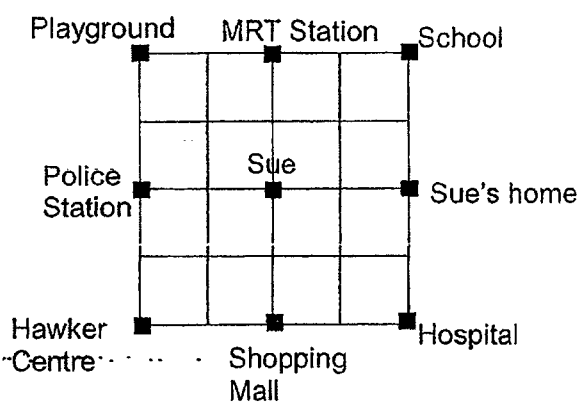 Playground
MRT Station
School
Police
Station
Sue
Sue's home
Hawker
Centre
Shopping
Mall
Hospital